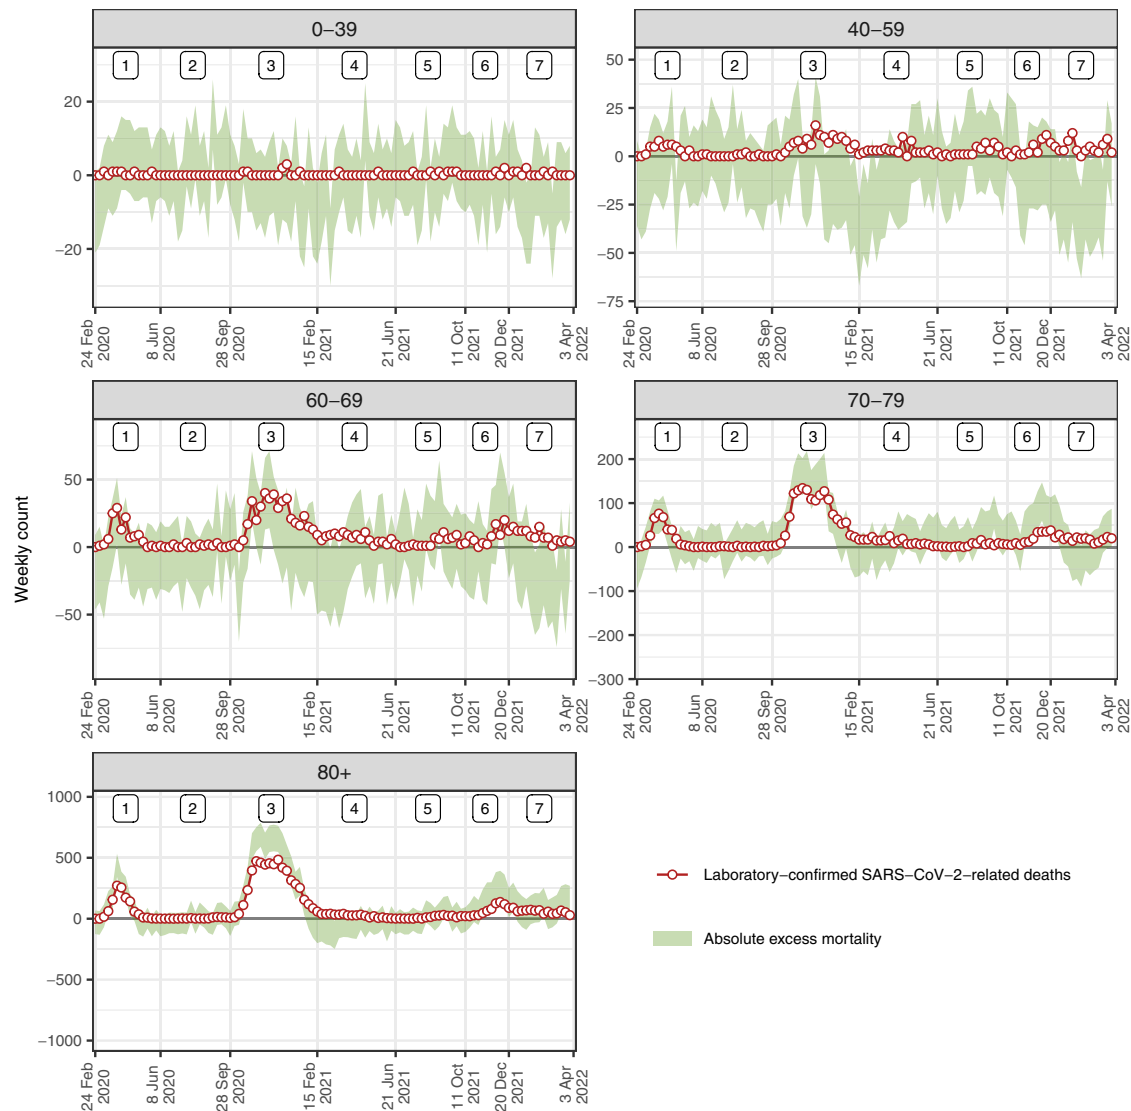 0−39
1 2 3 4 5 6 7
20
0
−20
24 Feb 2020
8 Jun 2020
28 Sep 2020
15 Feb 2021
21 Jun 2021
11 Oct 2021
20 Dec 2021
3 Apr 2022
40−59
1 2 3 4 5 6 7
50
25
0
−25
−50
−75
24 Feb 2020
8 Jun 2020
28 Sep 2020
15 Feb 2021
21 Jun 2021
11 Oct 2021
20 Dec 2021
3 Apr 2022
Weekly count
60−69
1 2 3 4 5 6 7
50
0
−50
24 Feb 2020
8 Jun 2020
28 Sep 2020
15 Feb 2021
21 Jun 2021
11 Oct 2021
20 Dec 2021
3 Apr 2022
70−79
1 2 3 4 5 6 7
200
100
0
−100
−200
−300
24 Feb 2020
8 Jun 2020
28 Sep 2020
15 Feb 2021
21 Jun 2021
11 Oct 2021
20 Dec 2021
3 Apr 2022
80+
1 2 3 4 5 6 7
1000
500
0
−500
−1000
24 Feb 2020
8 Jun 2020
28 Sep 2020
15 Feb 2021
21 Jun 2021
11 Oct 2021
20 Dec 2021
3 Apr 2022
Laboratory−confirmed SARS−CoV−2−related deaths
Absolute excess mortality